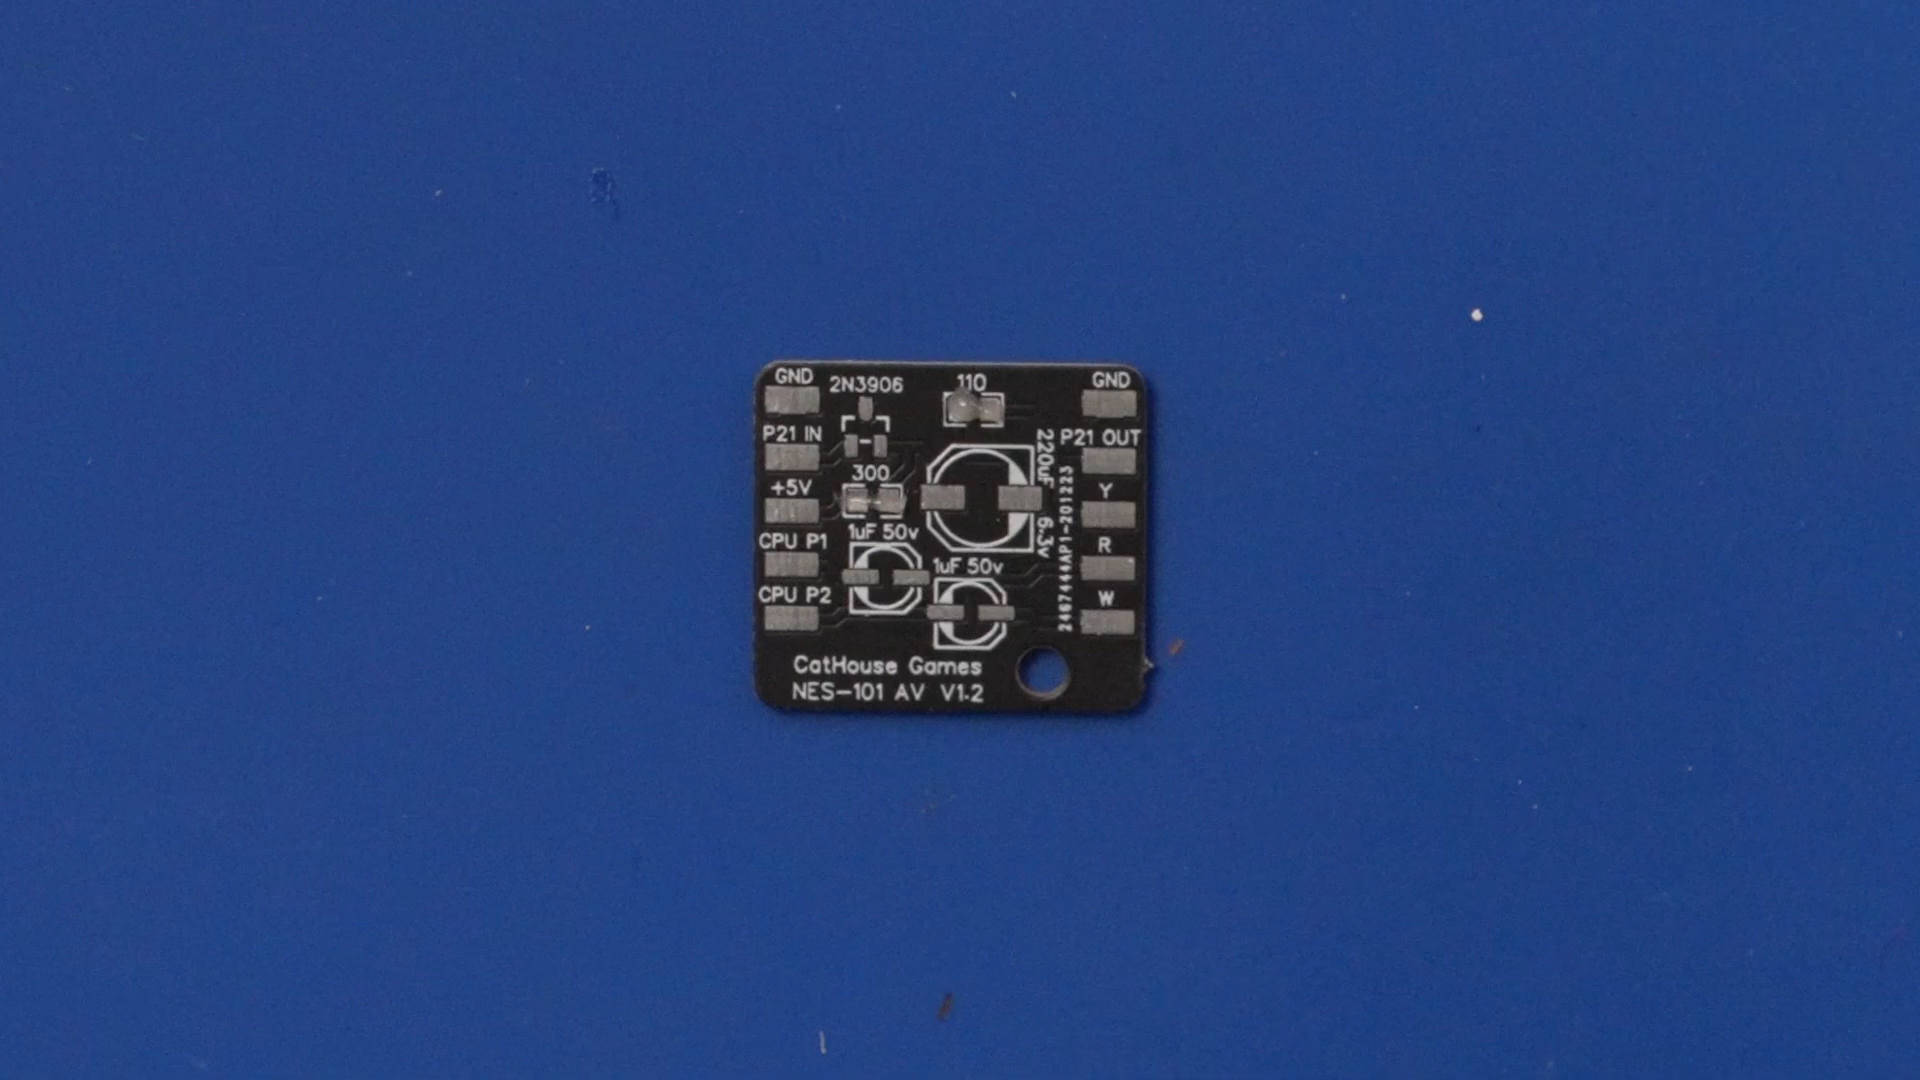 GND
2N3906
110
GND
P21 IN
P21 OUT
220uF 6.3v
300
+5V
Y
1uF 50v
CPU P1
R
1uF 50v
CPU P2
W
2467444AP1-201223
CatHouse Games
NES-101 AV V1.2